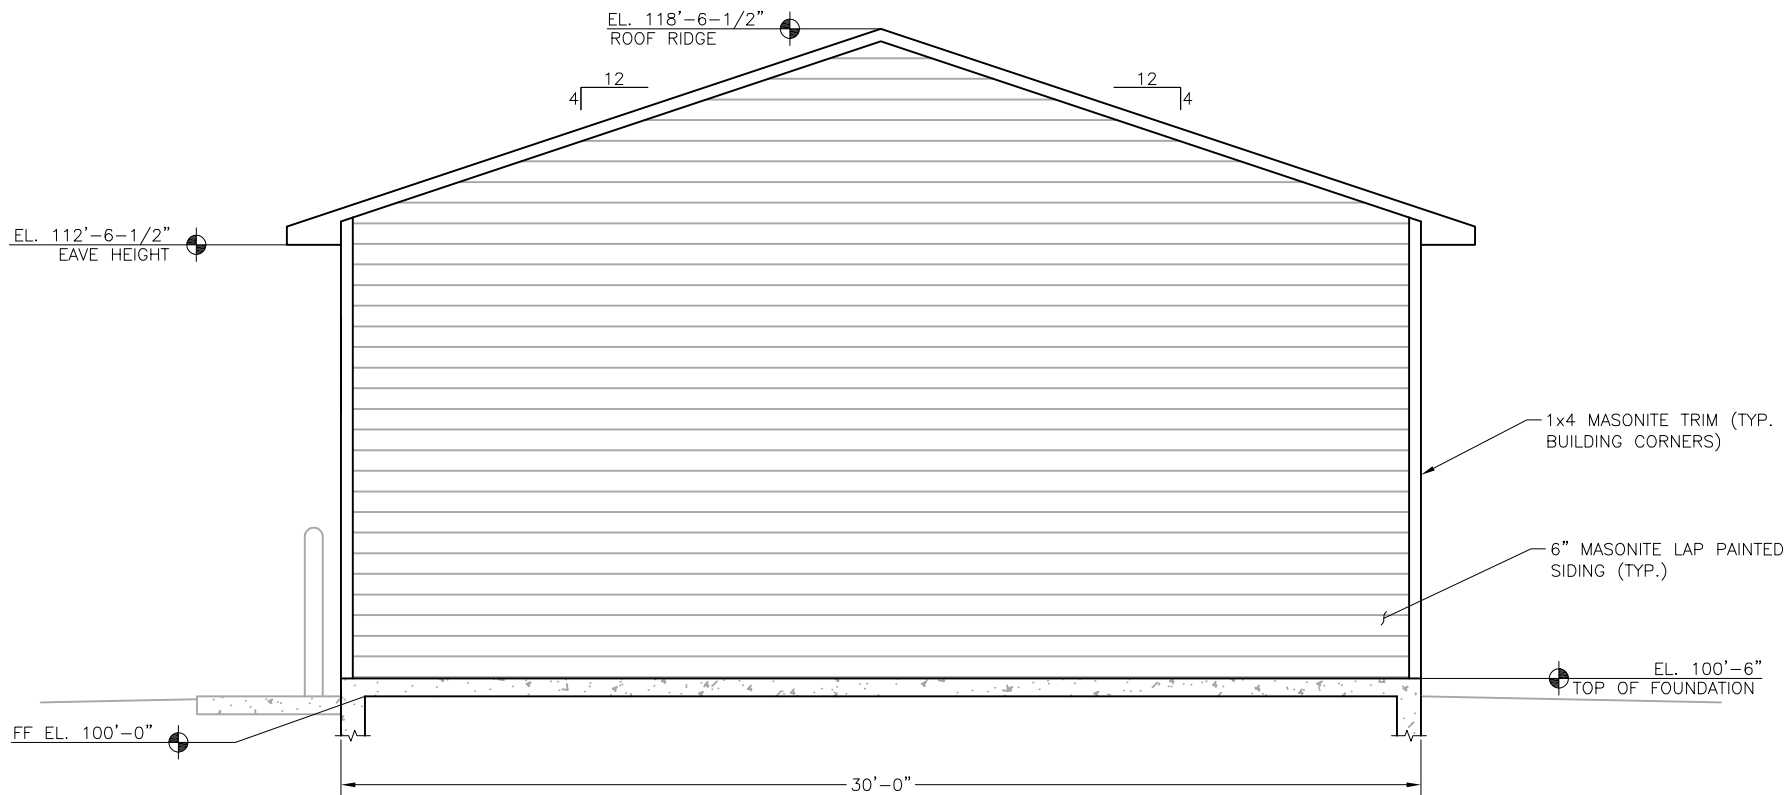 EL. 118'-6-1/2"
ROOF RIDGE
12
4
12
4
EL. 112'-6-1/2"
EAVE HEIGHT
1x4 MASONITE TRIM (TYP.
BUILDING CORNERS)
6" MASONITE LAP PAINTED
SIDING (TYP.)
EL. 100'-6"
TOP OF FOUNDATION
FF EL. 100'-0"
30'-0"